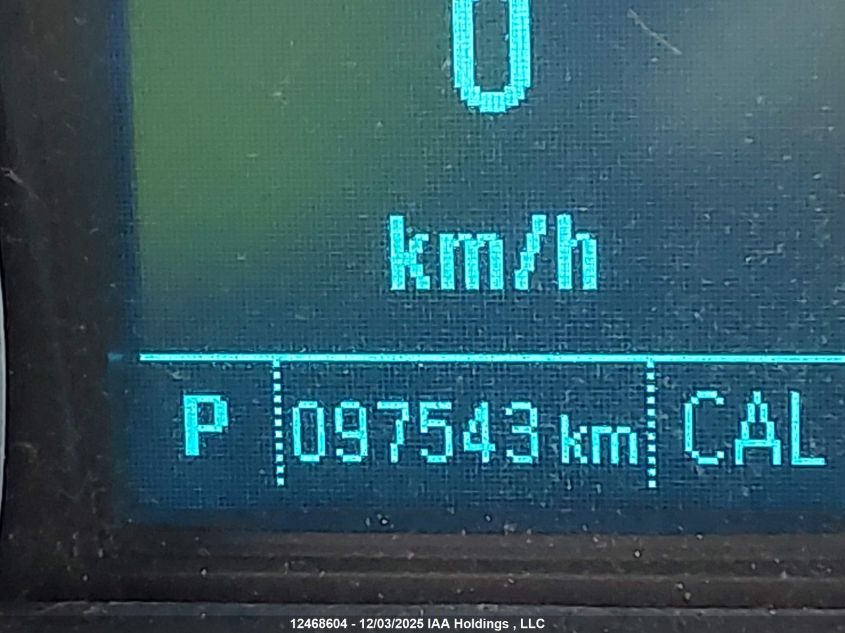 0
km/h
P 097543 km CAL
12468604 - 12/03/2025 IAA Holdings , LLC